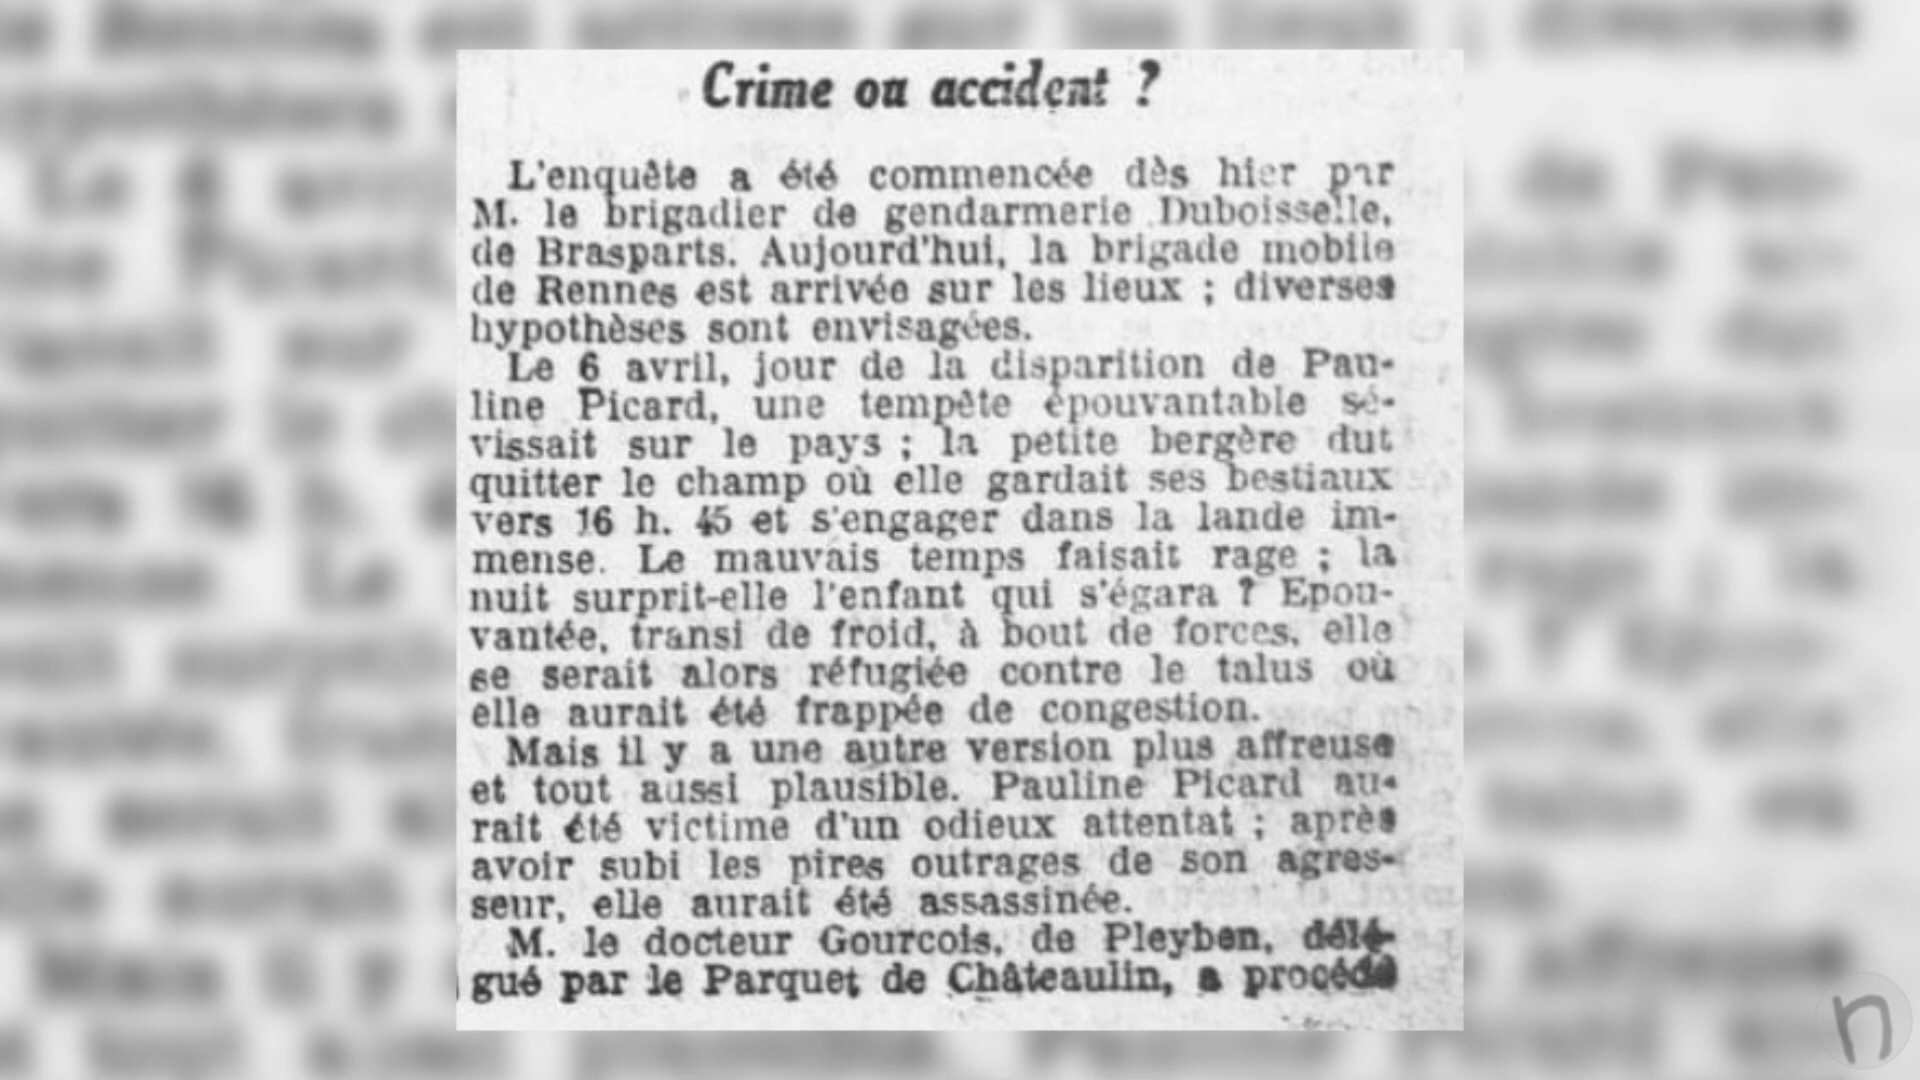 Crime ou accident ?
L'enquête a été commencée dès hier par
M. le brigadier de gendarmerie Duboisselle,
de Brasparts. Aujourd'hui, la brigade mobile
de Rennes est arrivée sur les lieux ; diverses
hypothèses sont envisagées.
Le 6 avril, jour de la disparition de Pau-
line Picard, une tempête épouvantable sé-
vissait sur le pays ; la petite bergère dut
quitter le champ où elle gardait ses bestiaux
vers 16 h. 45 et s'engager dans la lande im-
mense. Le mauvais temps faisait rage ; la
nuit surprit-elle l'enfant qui s'égara ? Epou-
vantée, transi de froid, à bout de forces, elle
se serait alors réfugiée contre le talus où
elle aurait été frappée de congestion.
Mais il y a une autre version plus affreuse
et tout aussi plausible. Pauline Picard au-
rait été victime d'un odieux attentat ; après
avoir subi les pires outrages de son agres-
seur, elle aurait été assassinée.
M. le docteur Gourcois, de Pleyben, délé-
gué par le Parquet de Châteaulin, a procédé
n